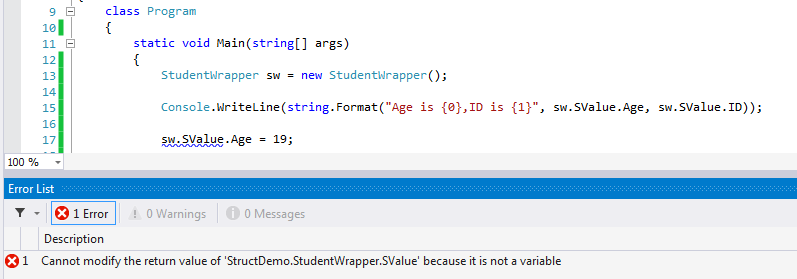 9 class Program
10 {
11 static void Main(string[] args)
12 {
13 StudentWrapper sw = new StudentWrapper();
14
15 Console.WriteLine(string.Format("Age is {0},ID is {1}", sw.SValue.Age, sw.SValue.ID));
16
17 sw.SValue.Age = 19;
100 %
Error List
1 Error 0 Warnings 0 Messages
Description
1 Cannot modify the return value of 'StructDemo.StudentWrapper.SValue' because it is not a variable